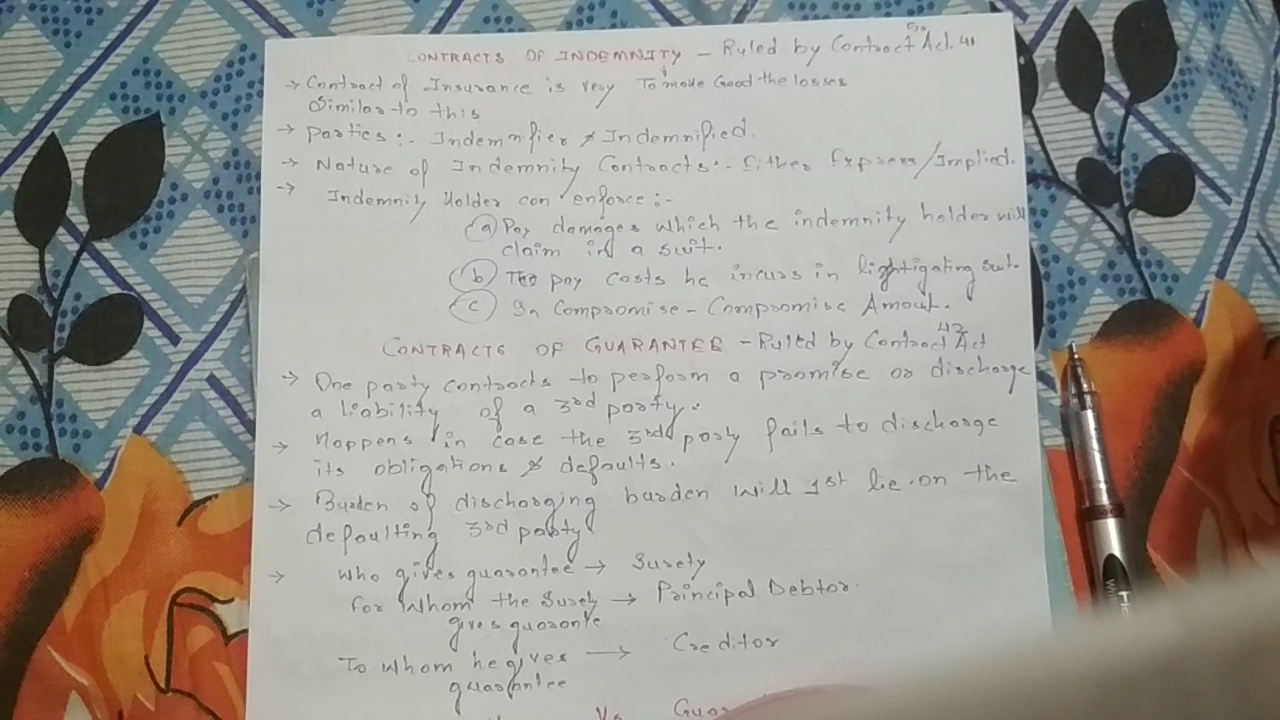 CONTRACTS OF INDEMNITY - Ruled by Contract Act.
→ Contract of Insurance is very To make Good the losses
Similar to this
→ Parties :- Indemnifier & Indemnified.
→ Nature of Indemnity Contracts :- Either Express/Implied.
→ Indemnity Holder can enforce :-
(a) Pay damages which the indemnity holder will
claim in a suit.
(b) To pay costs he incurs in lightigating suit.
(c) In Compromise - Compromise Amount.
CONTRACTS OF GUARANTEE - Ruled by Contract Act
→ One party contracts to perform a promise or discharge
a liability of a 3rd party.
→ Happens in case the 3rd party fails to discharge
its obligations & defaults.
→ Burden of discharging burden will 1st lie on the
defaulting 3rd party
→ Who gives guarantee → Surety
For Whom the Surety → Principal Debtor.
gives guarante
To whom he gives → Creditor
guarantee
Vs